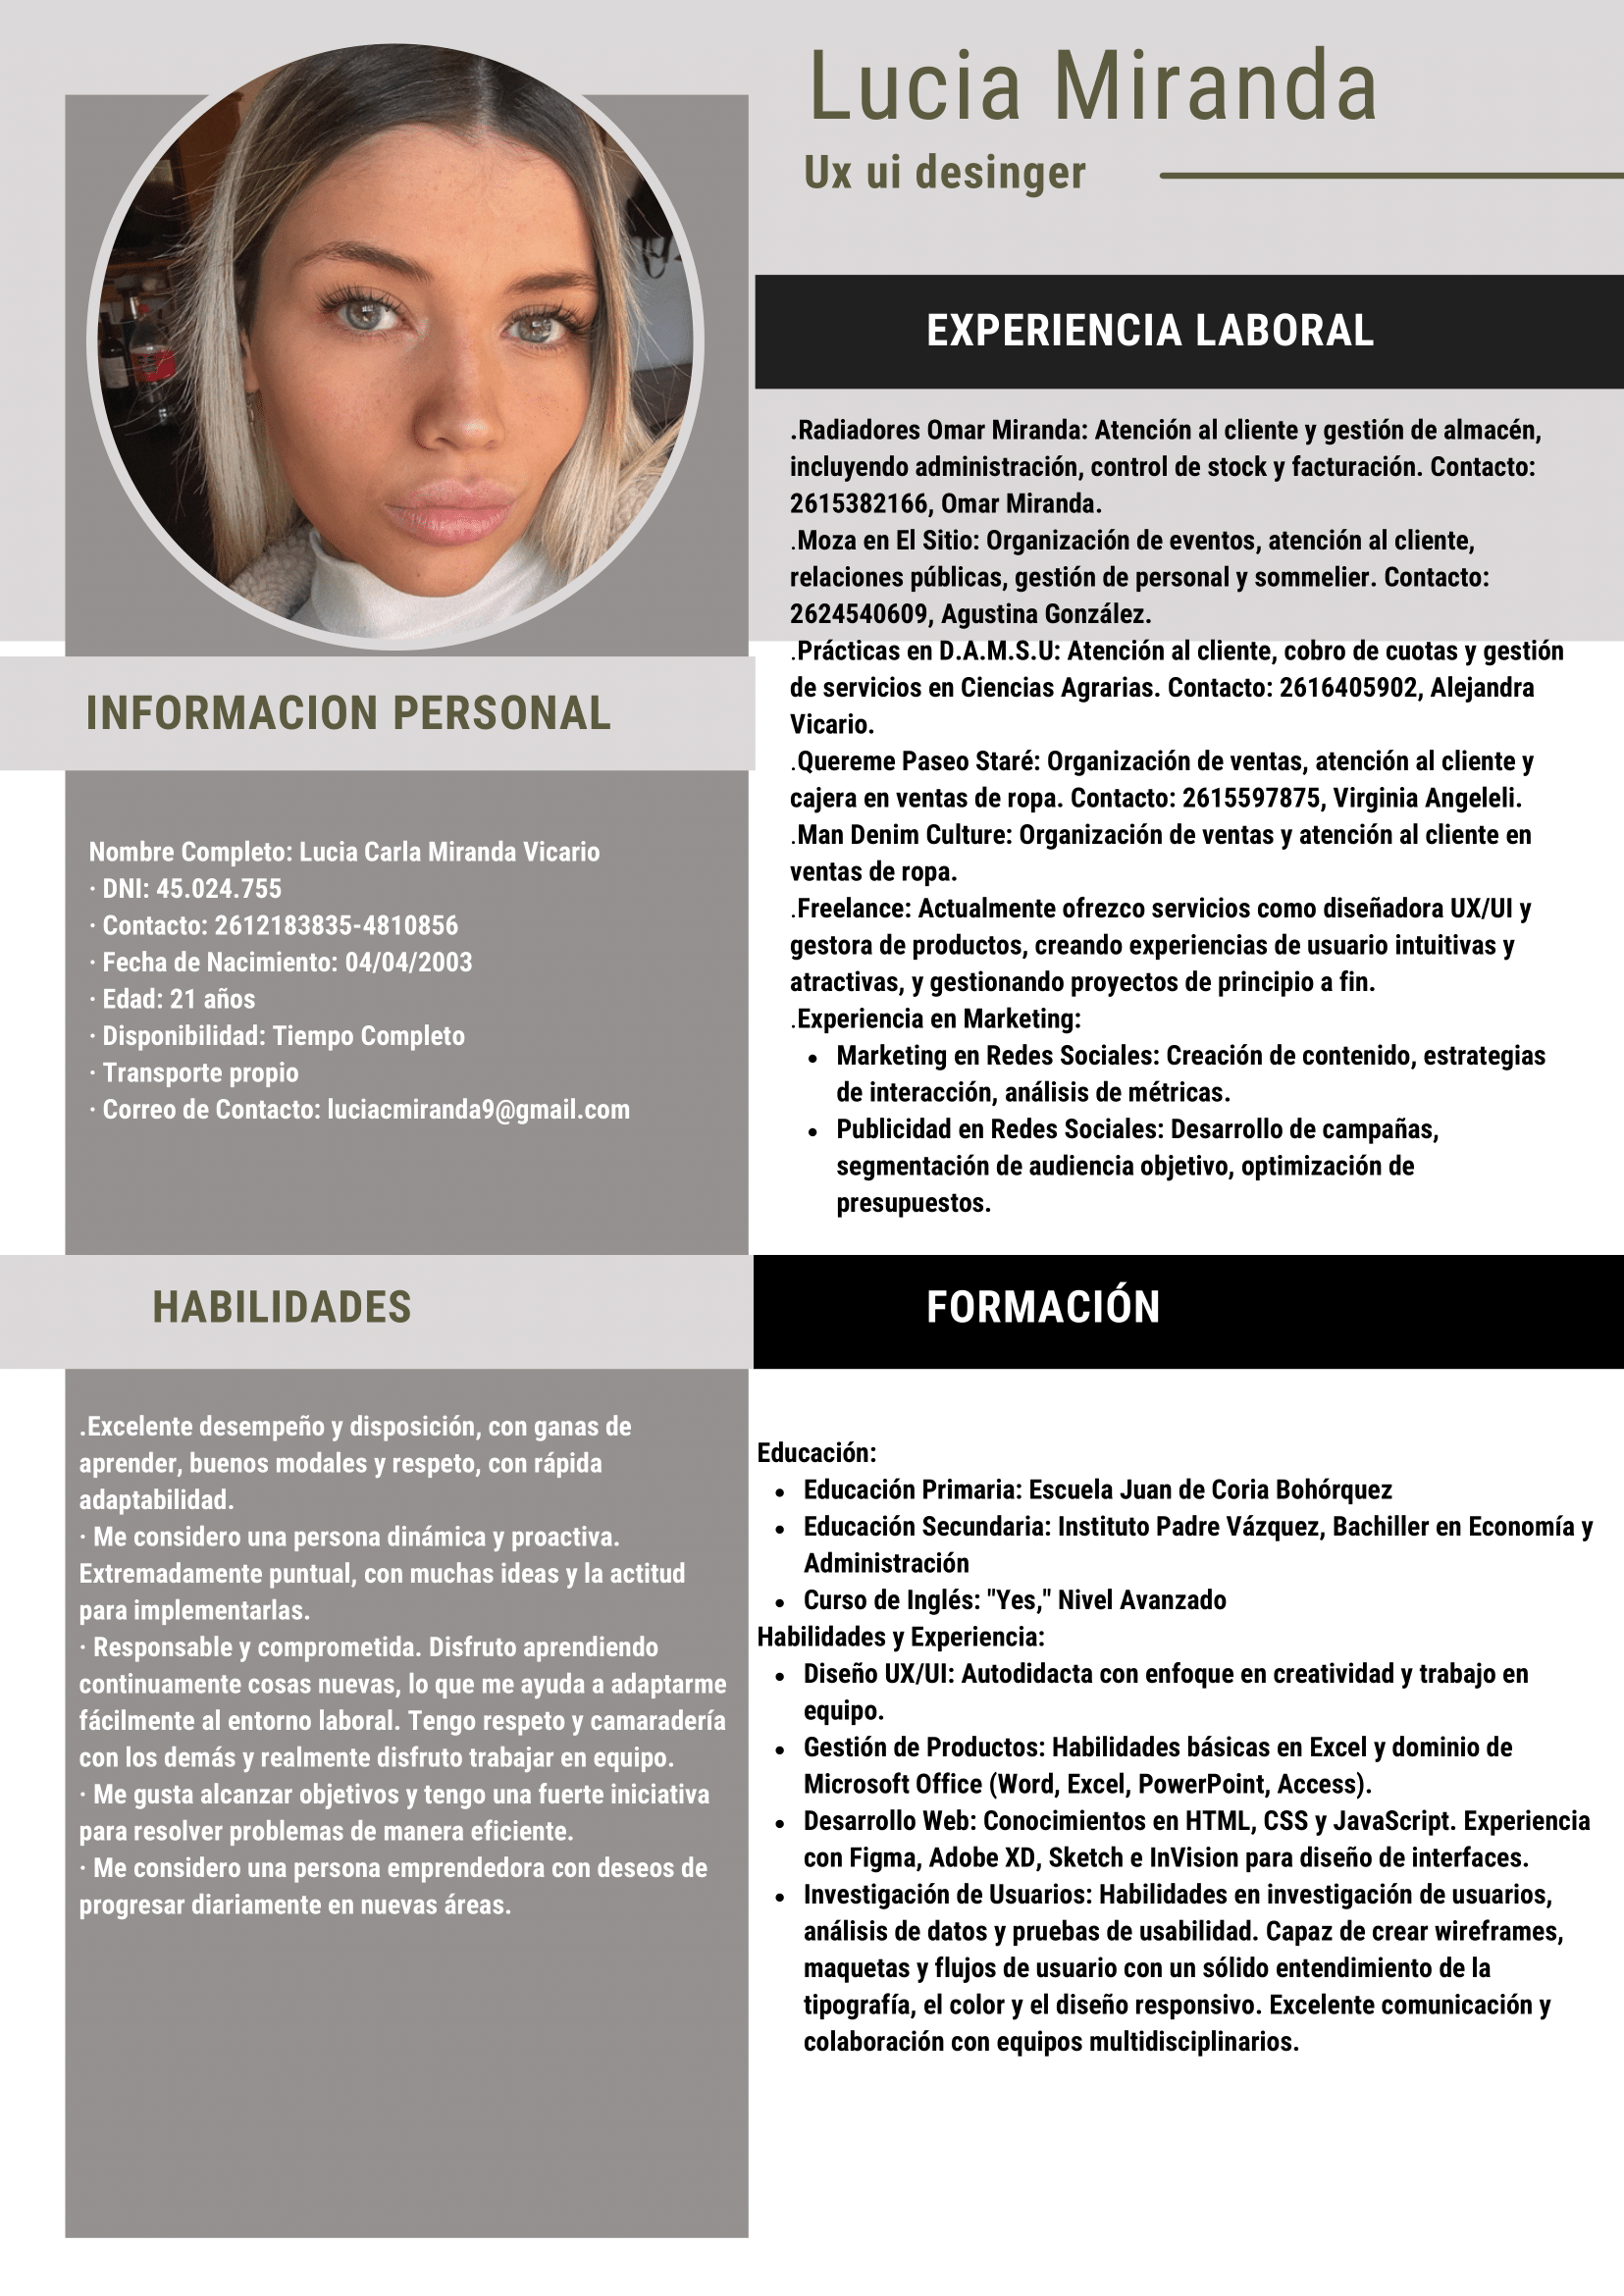 Lucia Miranda
Ux ui desinger
EXPERIENCIA LABORAL
.Radiadores Omar Miranda: Atención al cliente y gestión de almacén,
incluyendo administración, control de stock y facturación. Contacto:
2615382166, Omar Miranda.
.Moza en El Sitio: Organización de eventos, atención al cliente,
relaciones públicas, gestión de personal y sommelier. Contacto:
2624540609, Agustina González.
.Prácticas en D.A.M.S.U: Atención al cliente, cobro de cuotas y gestión
de servicios en Ciencias Agrarias. Contacto: 2616405902, Alejandra
Vicario.
.Quereme Paseo Staré: Organización de ventas, atención al cliente y
cajera en ventas de ropa. Contacto: 2615597875, Virginia Angeleli.
.Man Denim Culture: Organización de ventas y atención al cliente en
ventas de ropa.
.Freelance: Actualmente ofrezco servicios como diseñadora UX/UI y
gestora de productos, creando experiencias de usuario intuitivas y
atractivas, y gestionando proyectos de principio a fin.
.Experiencia en Marketing:
• Marketing en Redes Sociales: Creación de contenido, estrategias
de interacción, análisis de métricas.
• Publicidad en Redes Sociales: Desarrollo de campañas,
segmentación de audiencia objetivo, optimización de
presupuestos.
INFORMACION PERSONAL
Nombre Completo: Lucia Carla Miranda Vicario
· DNI: 45.024.755
· Contacto: 2612183835-4810856
· Fecha de Nacimiento: 04/04/2003
· Edad: 21 años
· Disponibilidad: Tiempo Completo
· Transporte propio
· Correo de Contacto: luciacmiranda9@gmail.com
HABILIDADES
.Excelente desempeño y disposición, con ganas de
aprender, buenos modales y respeto, con rápida
adaptabilidad.
· Me considero una persona dinámica y proactiva.
Extremadamente puntual, con muchas ideas y la actitud
para implementarlas.
· Responsable y comprometida. Disfruto aprendiendo
continuamente cosas nuevas, lo que me ayuda a adaptarme
fácilmente al entorno laboral. Tengo respeto y camaradería
con los demás y realmente disfruto trabajar en equipo.
· Me gusta alcanzar objetivos y tengo una fuerte iniciativa
para resolver problemas de manera eficiente.
· Me considero una persona emprendedora con deseos de
progresar diariamente en nuevas áreas.
FORMACIÓN
Educación:
• Educación Primaria: Escuela Juan de Coria Bohórquez
• Educación Secundaria: Instituto Padre Vázquez, Bachiller en Economía y
Administración
• Curso de Inglés: "Yes," Nivel Avanzado
Habilidades y Experiencia:
• Diseño UX/UI: Autodidacta con enfoque en creatividad y trabajo en
equipo.
• Gestión de Productos: Habilidades básicas en Excel y dominio de
Microsoft Office (Word, Excel, PowerPoint, Access).
• Desarrollo Web: Conocimientos en HTML, CSS y JavaScript. Experiencia
con Figma, Adobe XD, Sketch e InVision para diseño de interfaces.
• Investigación de Usuarios: Habilidades en investigación de usuarios,
análisis de datos y pruebas de usabilidad. Capaz de crear wireframes,
maquetas y flujos de usuario con un sólido entendimiento de la
tipografía, el color y el diseño responsivo. Excelente comunicación y
colaboración con equipos multidisciplinarios.